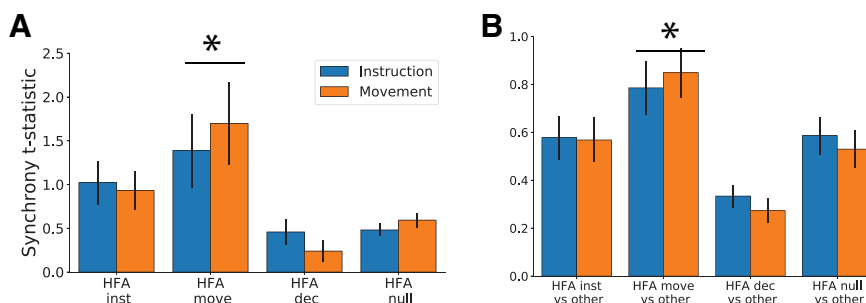 A
Synchrony t-statistic
2.5
2.0
1.5
1.0
0.5
0.0
*
Instruction
Movement
HFA
inst
HFA
move
HFA
dec
HFA
null
B
1.0
0.8
0.6
0.4
0.2
0.0
*
HFA inst
vs other
HFA move
vs other
HFA dec
vs other
HFA null
vs other